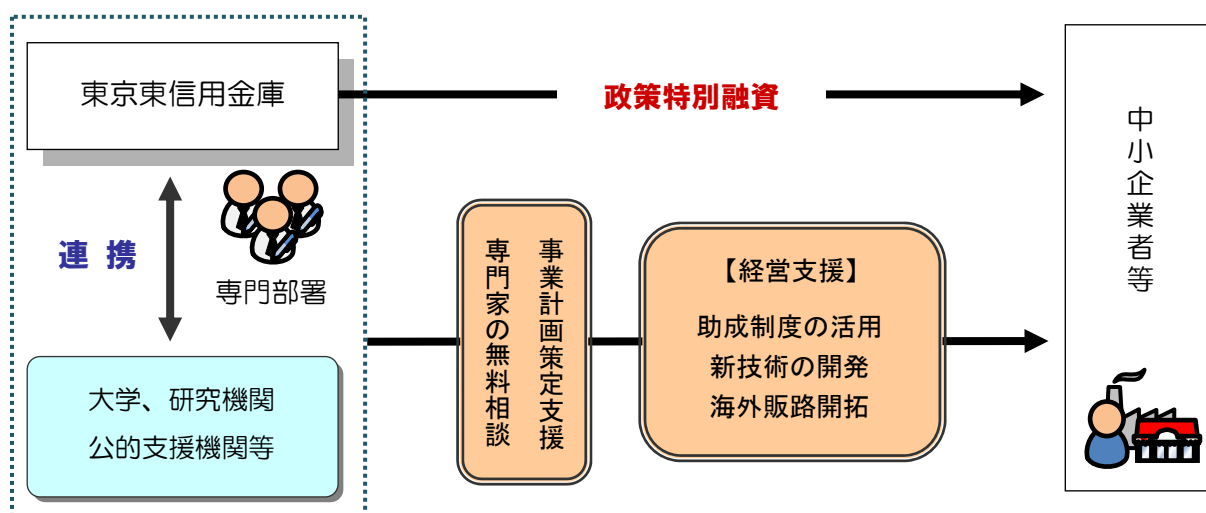 東京東信用金庫
政策特別融資
連 携
専門部署
大学、研究機関
公的支援機関等
事業計画策定支援
専門家の無料相談
【経営支援】
助成制度の活用
新技術の開発
海外販路開拓
中小企業者等